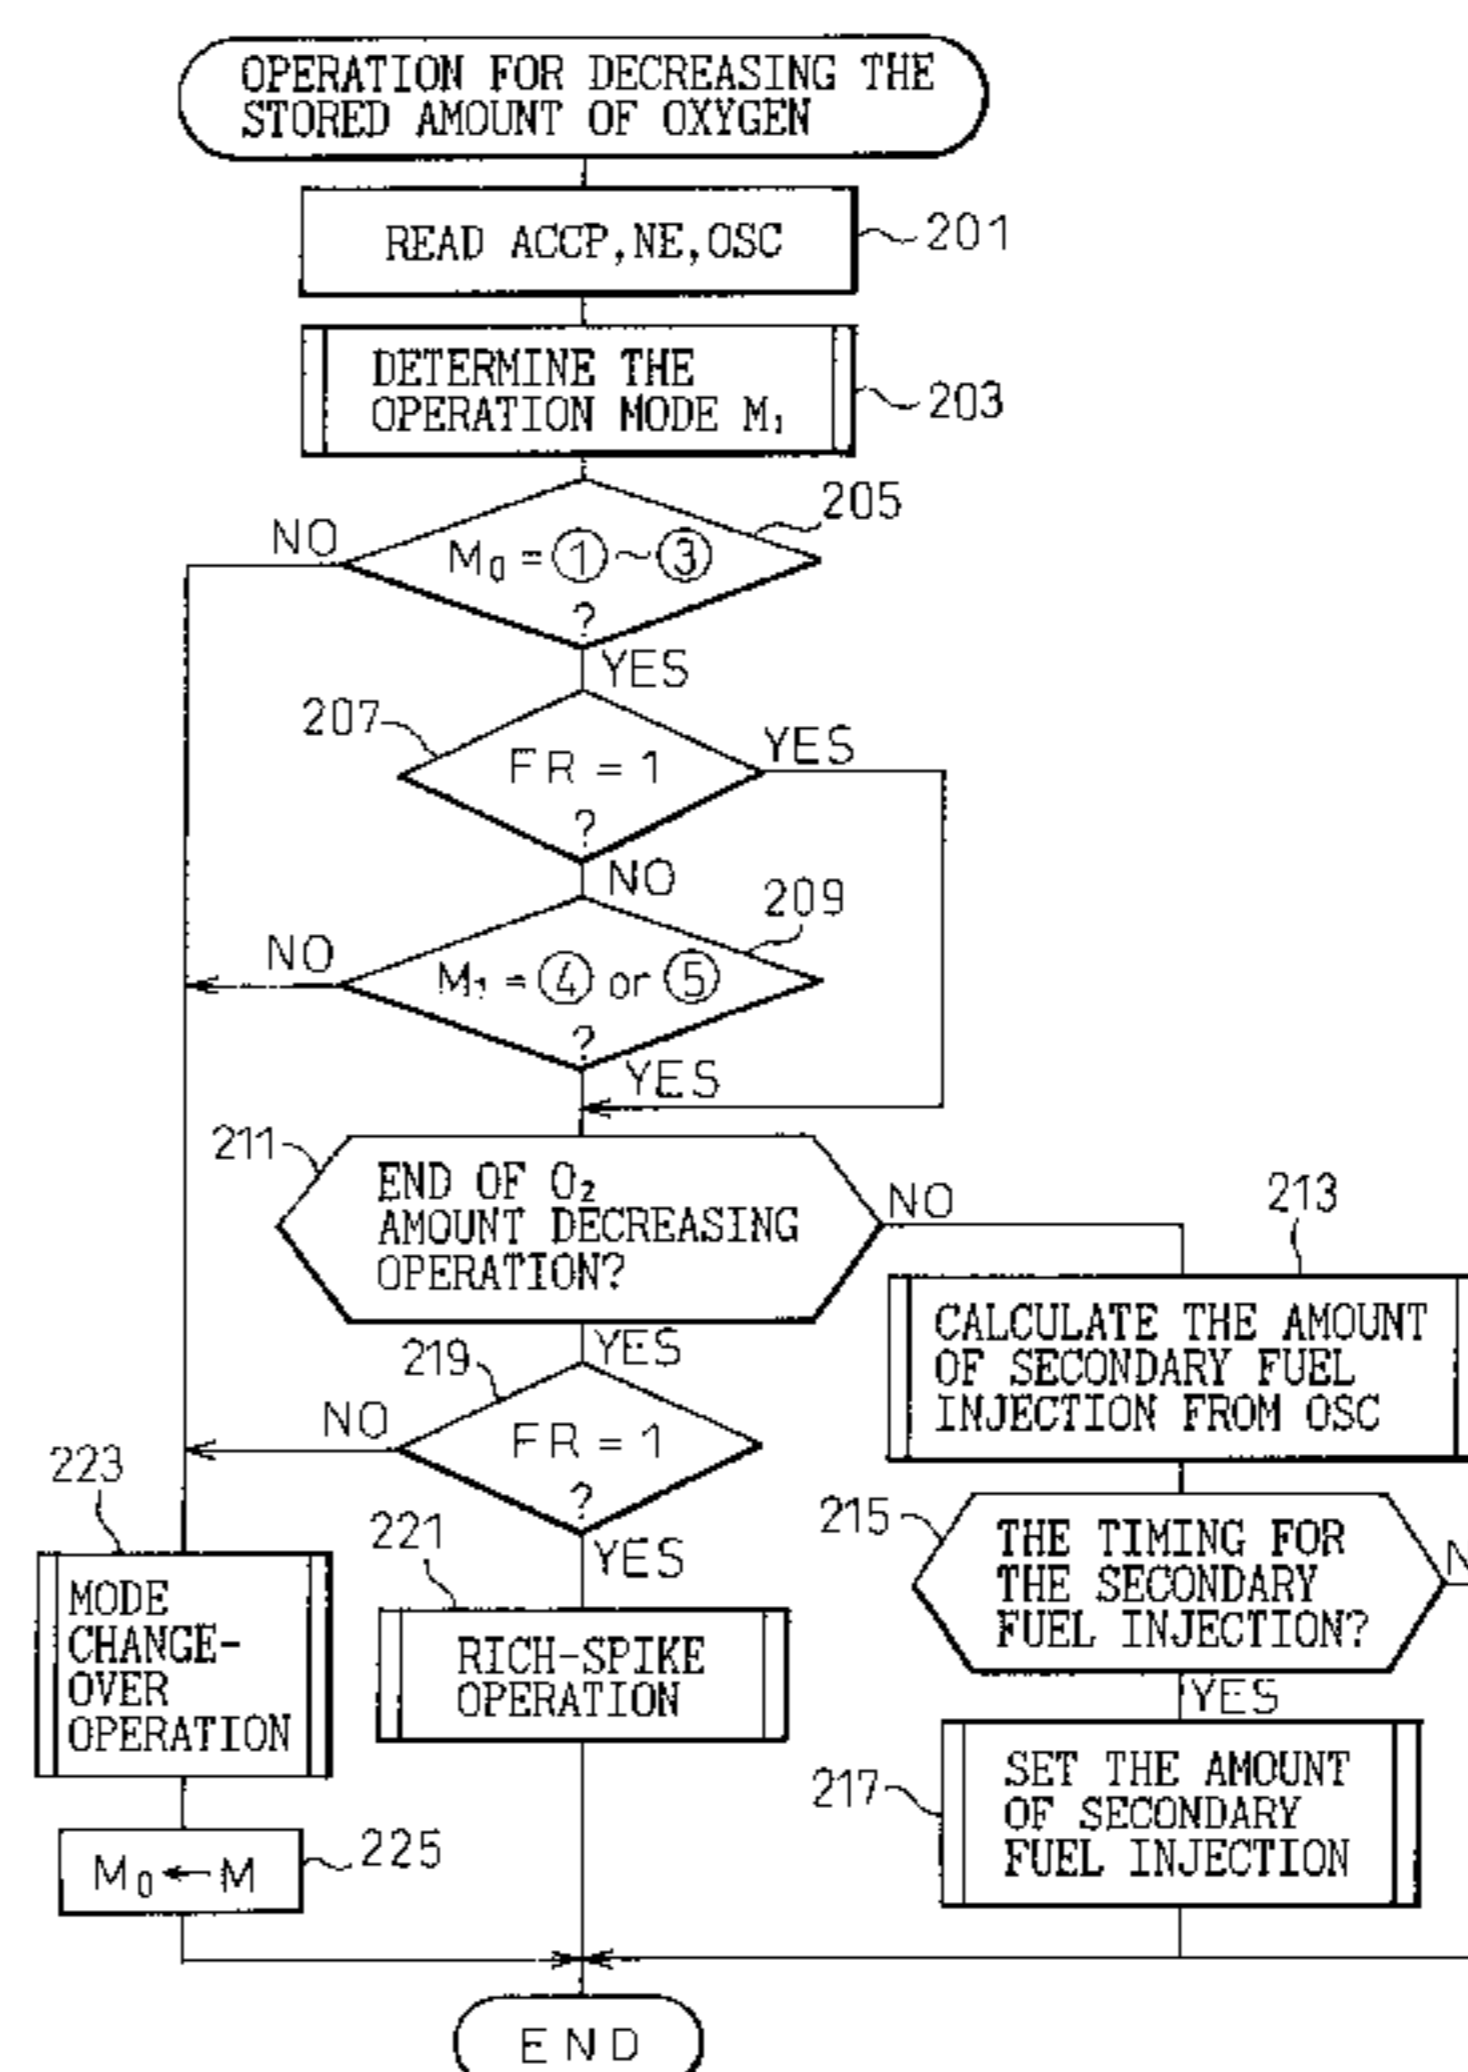 OPERATION FOR DECREASING THE
STORED AMOUNT OF OXYGEN
READ ACCP,NE,OSC
201
DETERMINE THE
OPERATION MODE M₁
203
205
NO
M₀ = ① ~ ③
?
YES
207
FR = 1
?
YES
NO
209
NO
M₁ = ④ or ⑤
?
YES
211
END OF O₂
AMOUNT DECREASING
OPERATION?
NO
213
CALCULATE THE AMOUNT
OF SECONDARY FUEL
INJECTION FROM OSC
YES
219
NO
FR = 1
?
YES
215
THE TIMING FOR
THE SECONDARY
FUEL INJECTION?
YES
217
SET THE AMOUNT
OF SECONDARY
FUEL INJECTION
221
RICH-SPIKE
OPERATION
223
MODE
CHANGE-
OVER
OPERATION
M₀ ← M
225
END